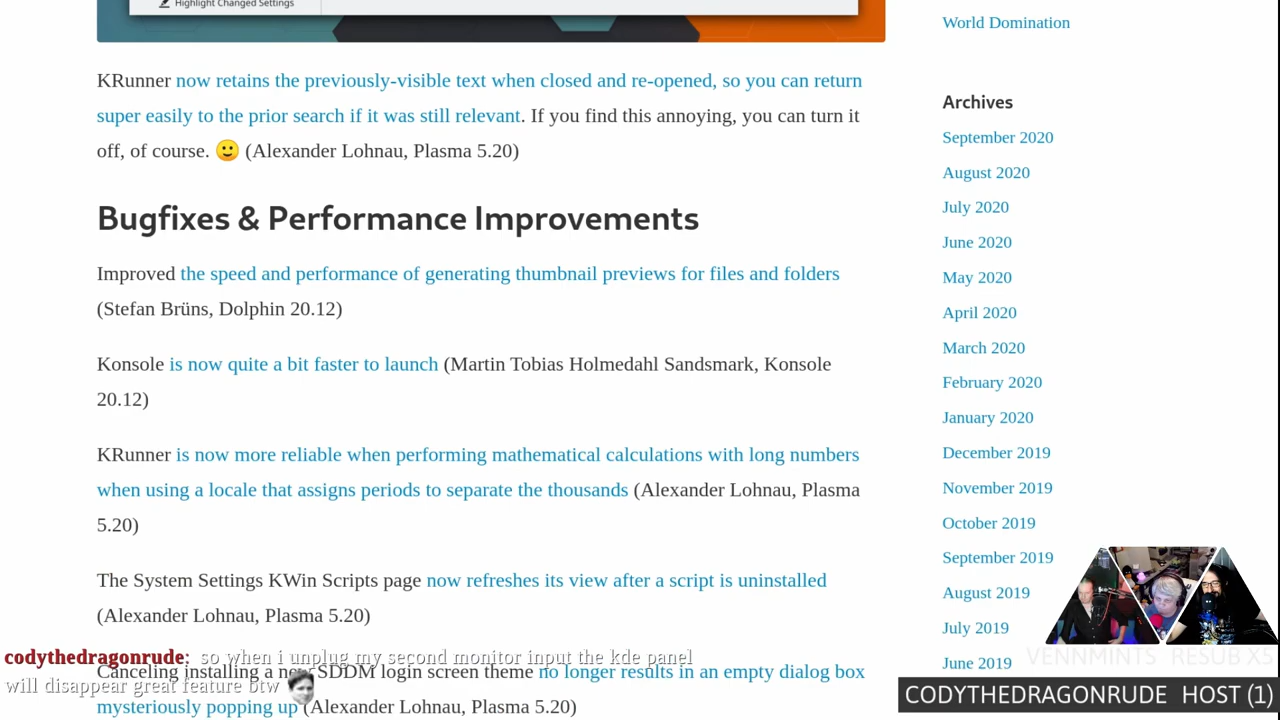 Highlight Changed Settings
World Domination
KRunner now retains the previously-visible text when closed and re-opened, so you can return
super easily to the prior search if it was still relevant. If you find this annoying, you can turn it
off, of course. 🙂 (Alexander Lohnau, Plasma 5.20)
Bugfixes & Performance Improvements
Improved the speed and performance of generating thumbnail previews for files and folders
(Stefan Brüns, Dolphin 20.12)
Konsole is now quite a bit faster to launch (Martin Tobias Holmedahl Sandsmark, Konsole
20.12)
KRunner is now more reliable when performing mathematical calculations with long numbers
when using a locale that assigns periods to separate the thousands (Alexander Lohnau, Plasma
5.20)
The System Settings KWin Scripts page now refreshes its view after a script is uninstalled
(Alexander Lohnau, Plasma 5.20)
Canceling installing a new SDDM login screen theme no longer results in an empty dialog box
mysteriously popping up (Alexander Lohnau, Plasma 5.20)
Archives
September 2020
August 2020
July 2020
June 2020
May 2020
April 2020
March 2020
February 2020
January 2020
December 2019
November 2019
October 2019
September 2019
August 2019
July 2019
June 2019
codythedragonrude: so when i unplug my second monitor input the kde panel
will disappear great feature btw
VENNMINTS RESUB X5
CODYTHEDRAGONRUDE HOST (1)